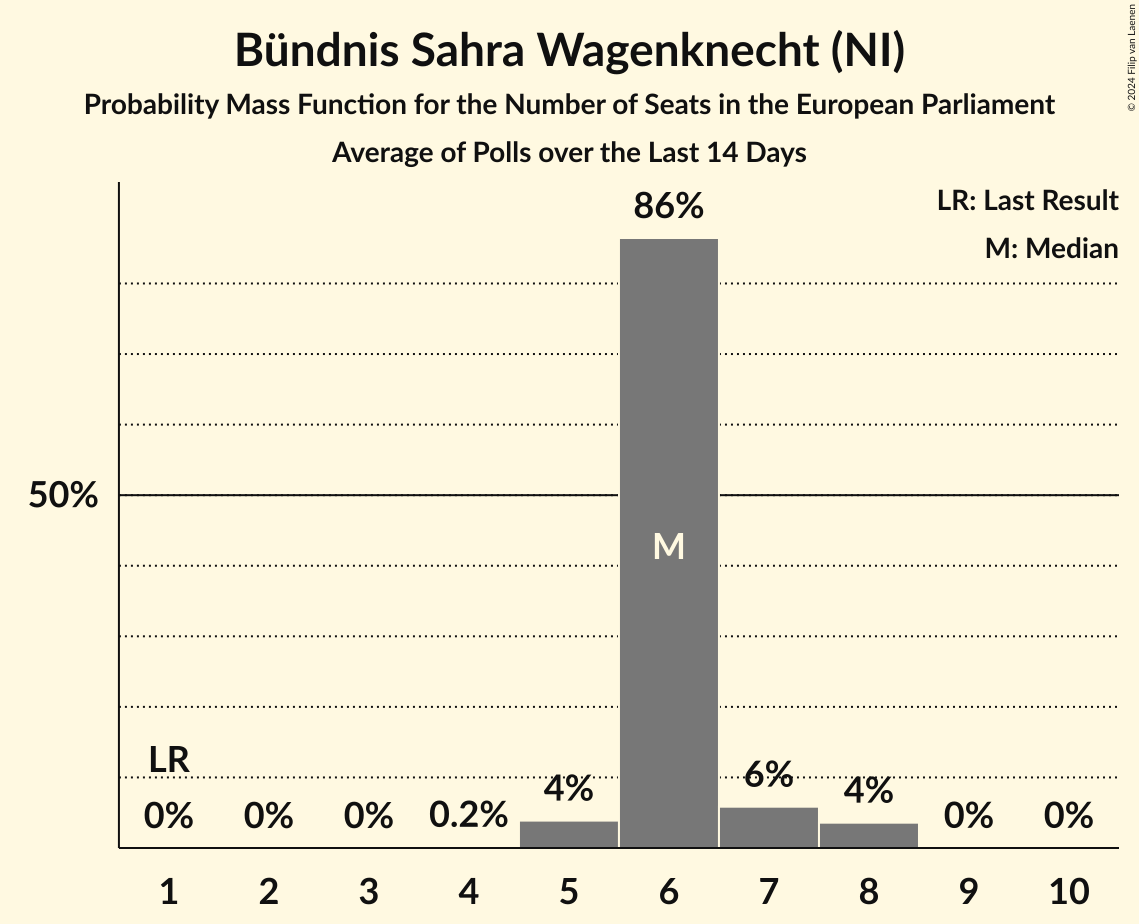 Bündnis Sahra Wagenknecht (NI)
Probability Mass Function for the Number of Seats in the European Parliament
Average of Polls over the Last 14 Days
© 2024 Filip van Laenen
LR: Last Result
M: Median
86%
50%
M
LR
0% 0% 0% 0.2% 4% 6% 4% 0% 0%
1 2 3 4 5 6 7 8 9 10